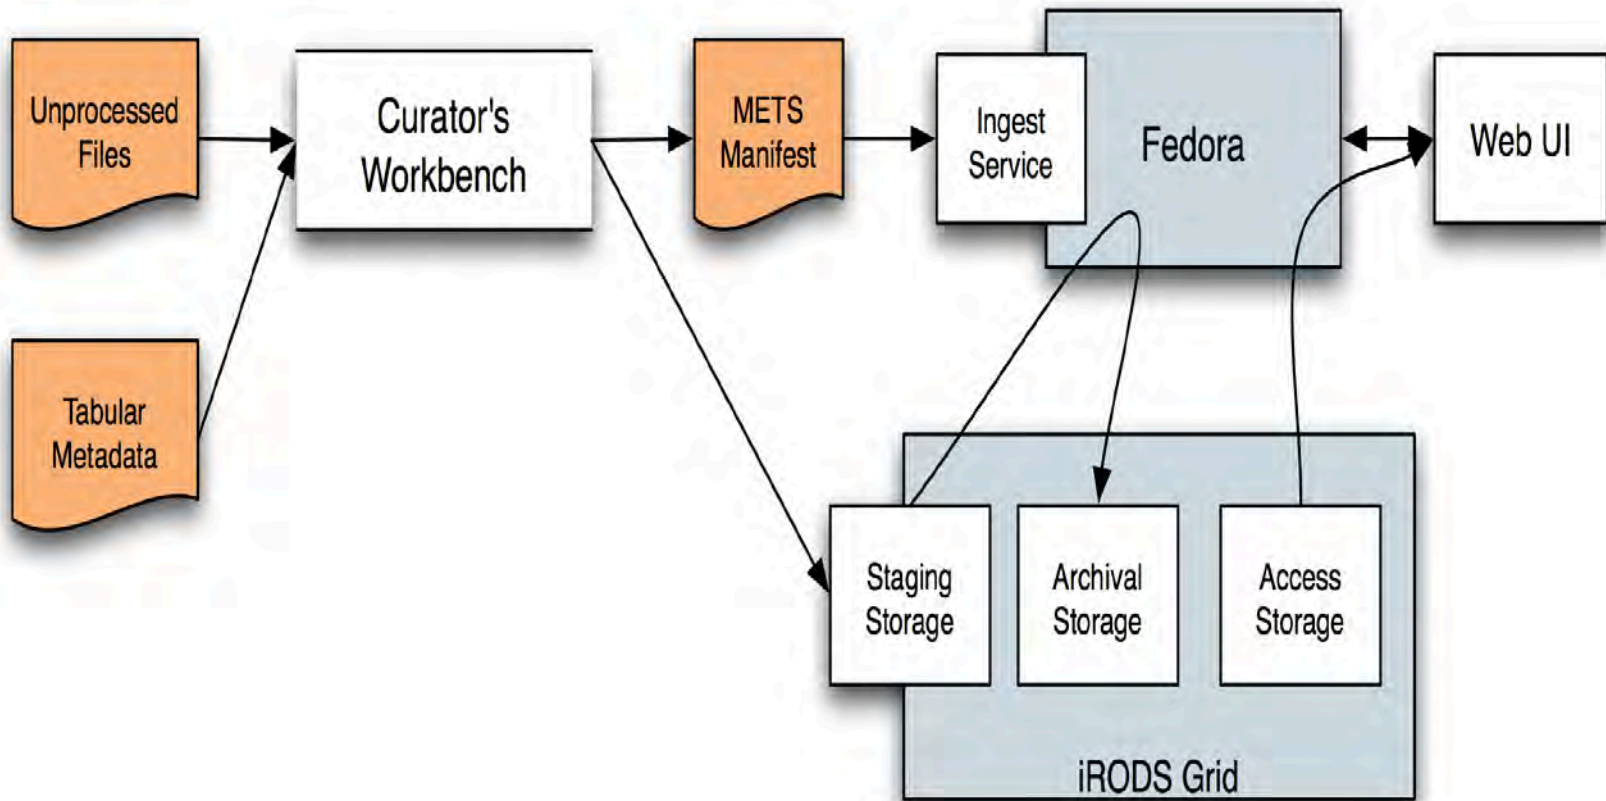 Unprocessed
Files
Curator's
Workbench
METS
Manifest
Ingest
Service
Fedora
Web UI
Tabular
Metadata
Staging
Storage
Archival
Storage
Access
Storage
iRODS Grid